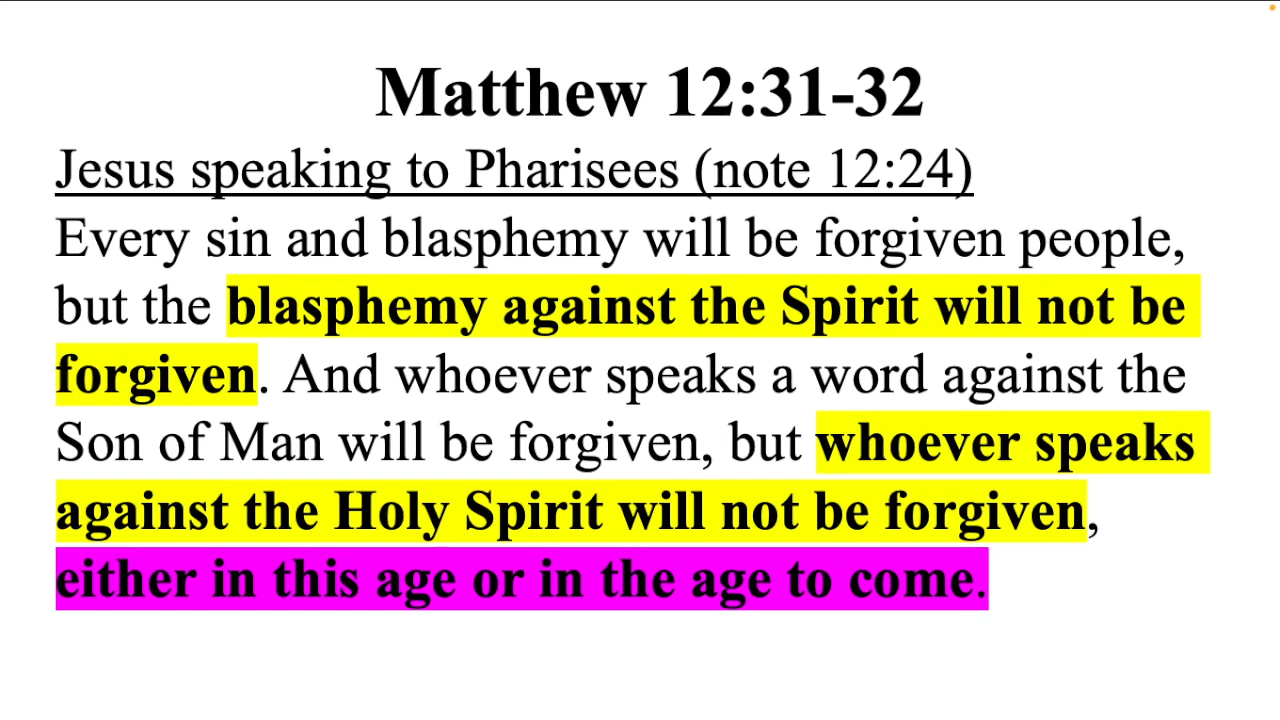 Matthew 12:31-32
Jesus speaking to Pharisees (note 12:24)
Every sin and blasphemy will be forgiven people,
but the blasphemy against the Spirit will not be
forgiven. And whoever speaks a word against the
Son of Man will be forgiven, but whoever speaks
against the Holy Spirit will not be forgiven,
either in this age or in the age to come.